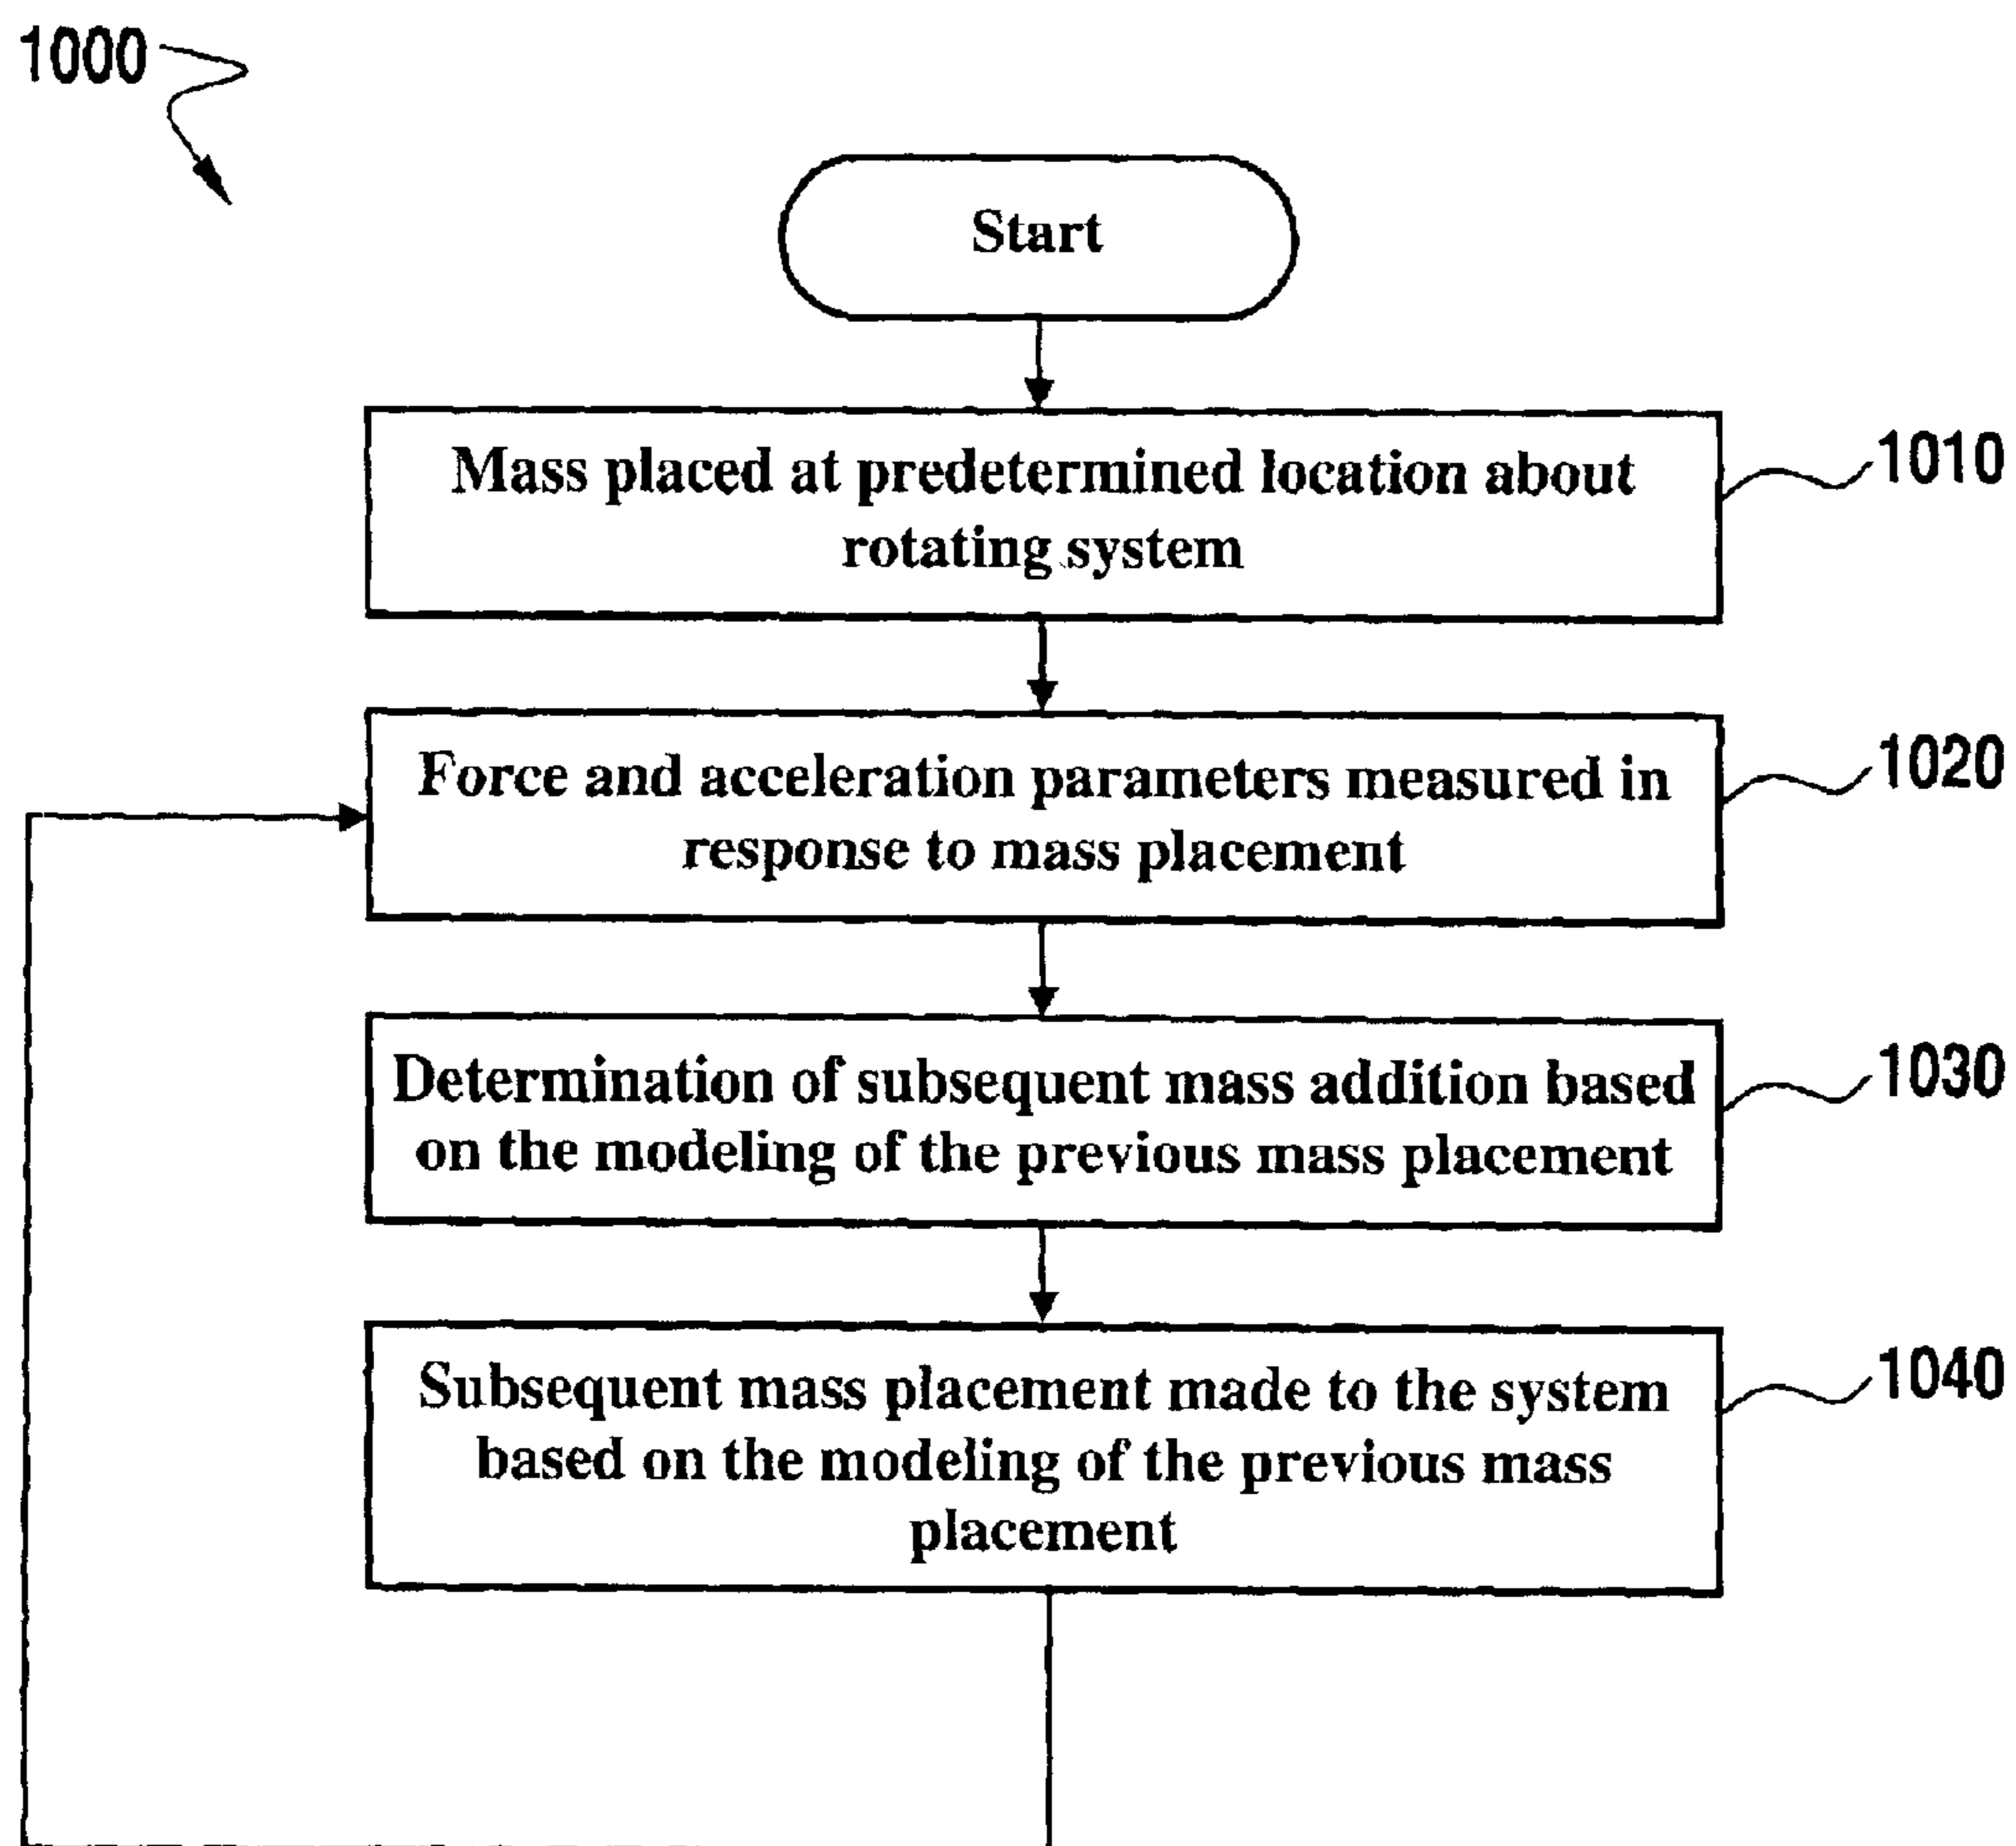 1000
Start
Mass placed at predetermined location about
rotating system
1010
Force and acceleration parameters measured in
response to mass placement
1020
Determination of subsequent mass addition based
on the modeling of the previous mass placement
1030
Subsequent mass placement made to the system
based on the modeling of the previous mass
placement
1040